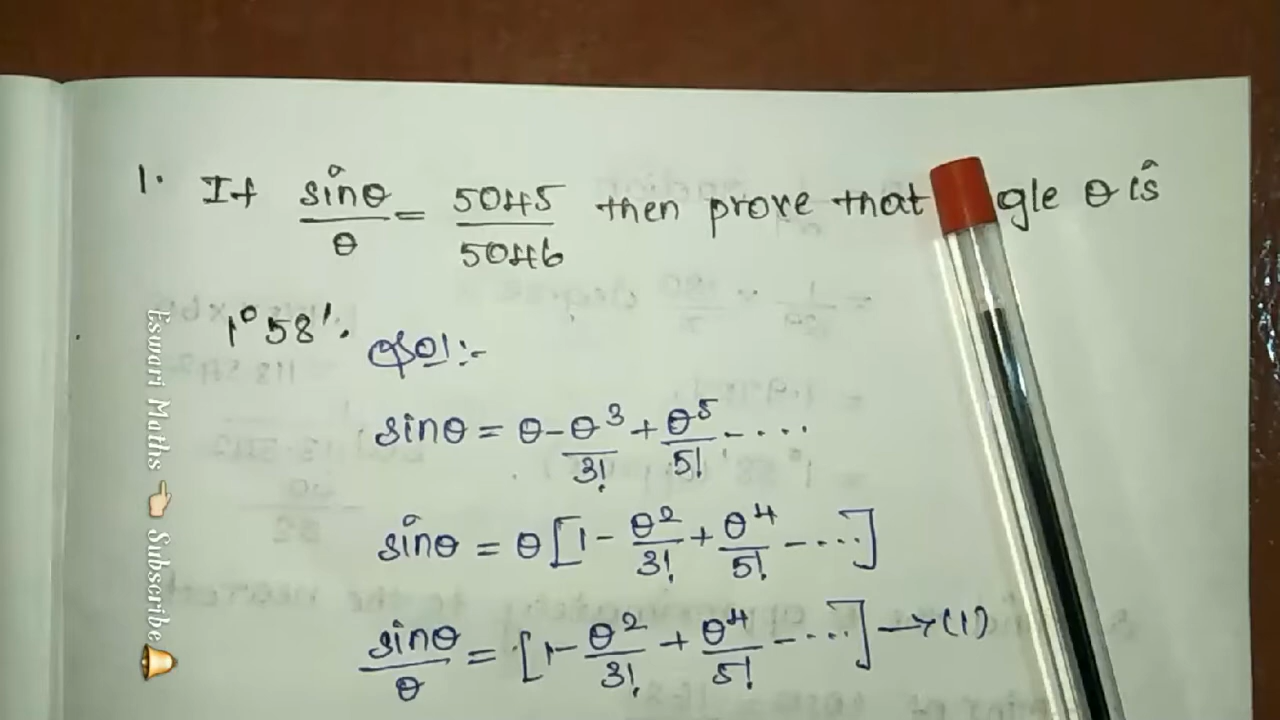 1. If sinθ/θ = 5045/5046 then prove that gle θ is
1° 58'.
Sol:-
sinθ = θ - θ³/3! + θ⁵/5! - ....
sinθ = θ [1 - θ²/3! + θ⁴/5! - ...]
sinθ/θ = [1 - θ²/3! + θ⁴/5! - ...] → (1)
Eswari Maths 👈🏻 Subscribe 🔔